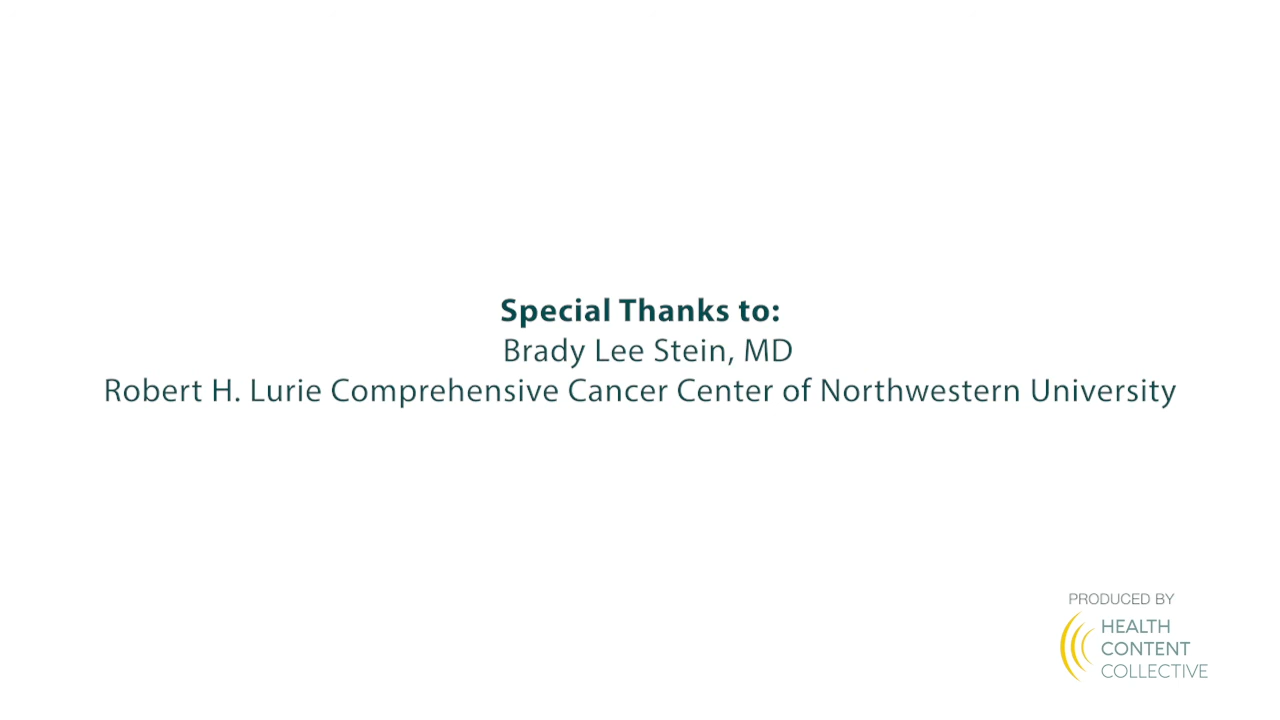 Special Thanks to:
Brady Lee Stein, MD
Robert H. Lurie Comprehensive Cancer Center of Northwestern University
PRODUCED BY
HEALTH
CONTENT
COLLECTIVE